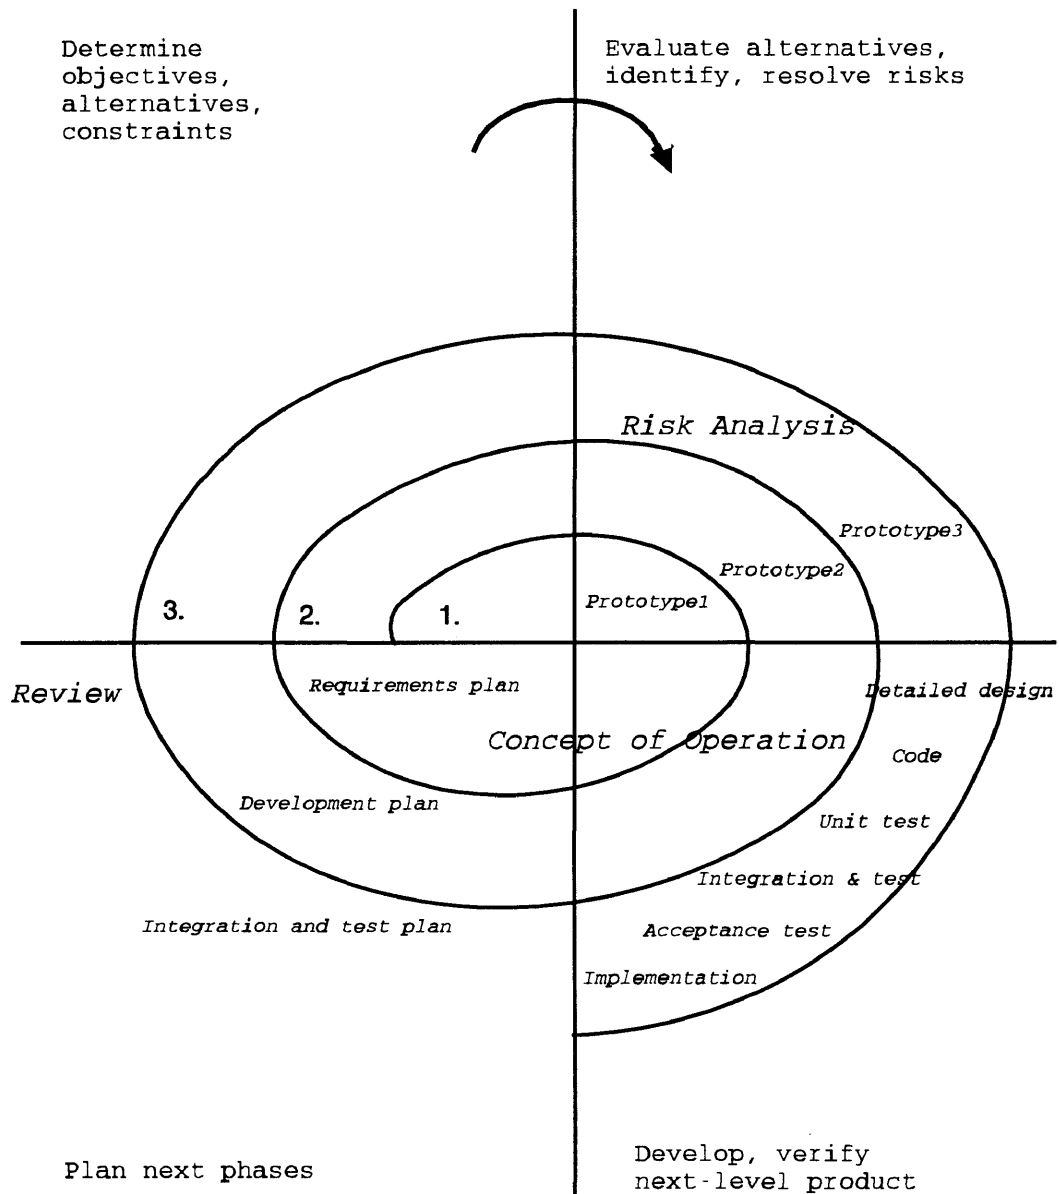 Determine
objectives,
alternatives,
constraints
Evaluate alternatives,
identify, resolve risks
Risk Analysis
Prototype3
Prototype2
Prototype1
3.
2.
1.
Review
Requirements plan
Detailed design
Concept of Operation
Code
Development plan
Unit test
Integration & test
Integration and test plan
Acceptance test
Implementation
Plan next phases
Develop, verify
next-level product